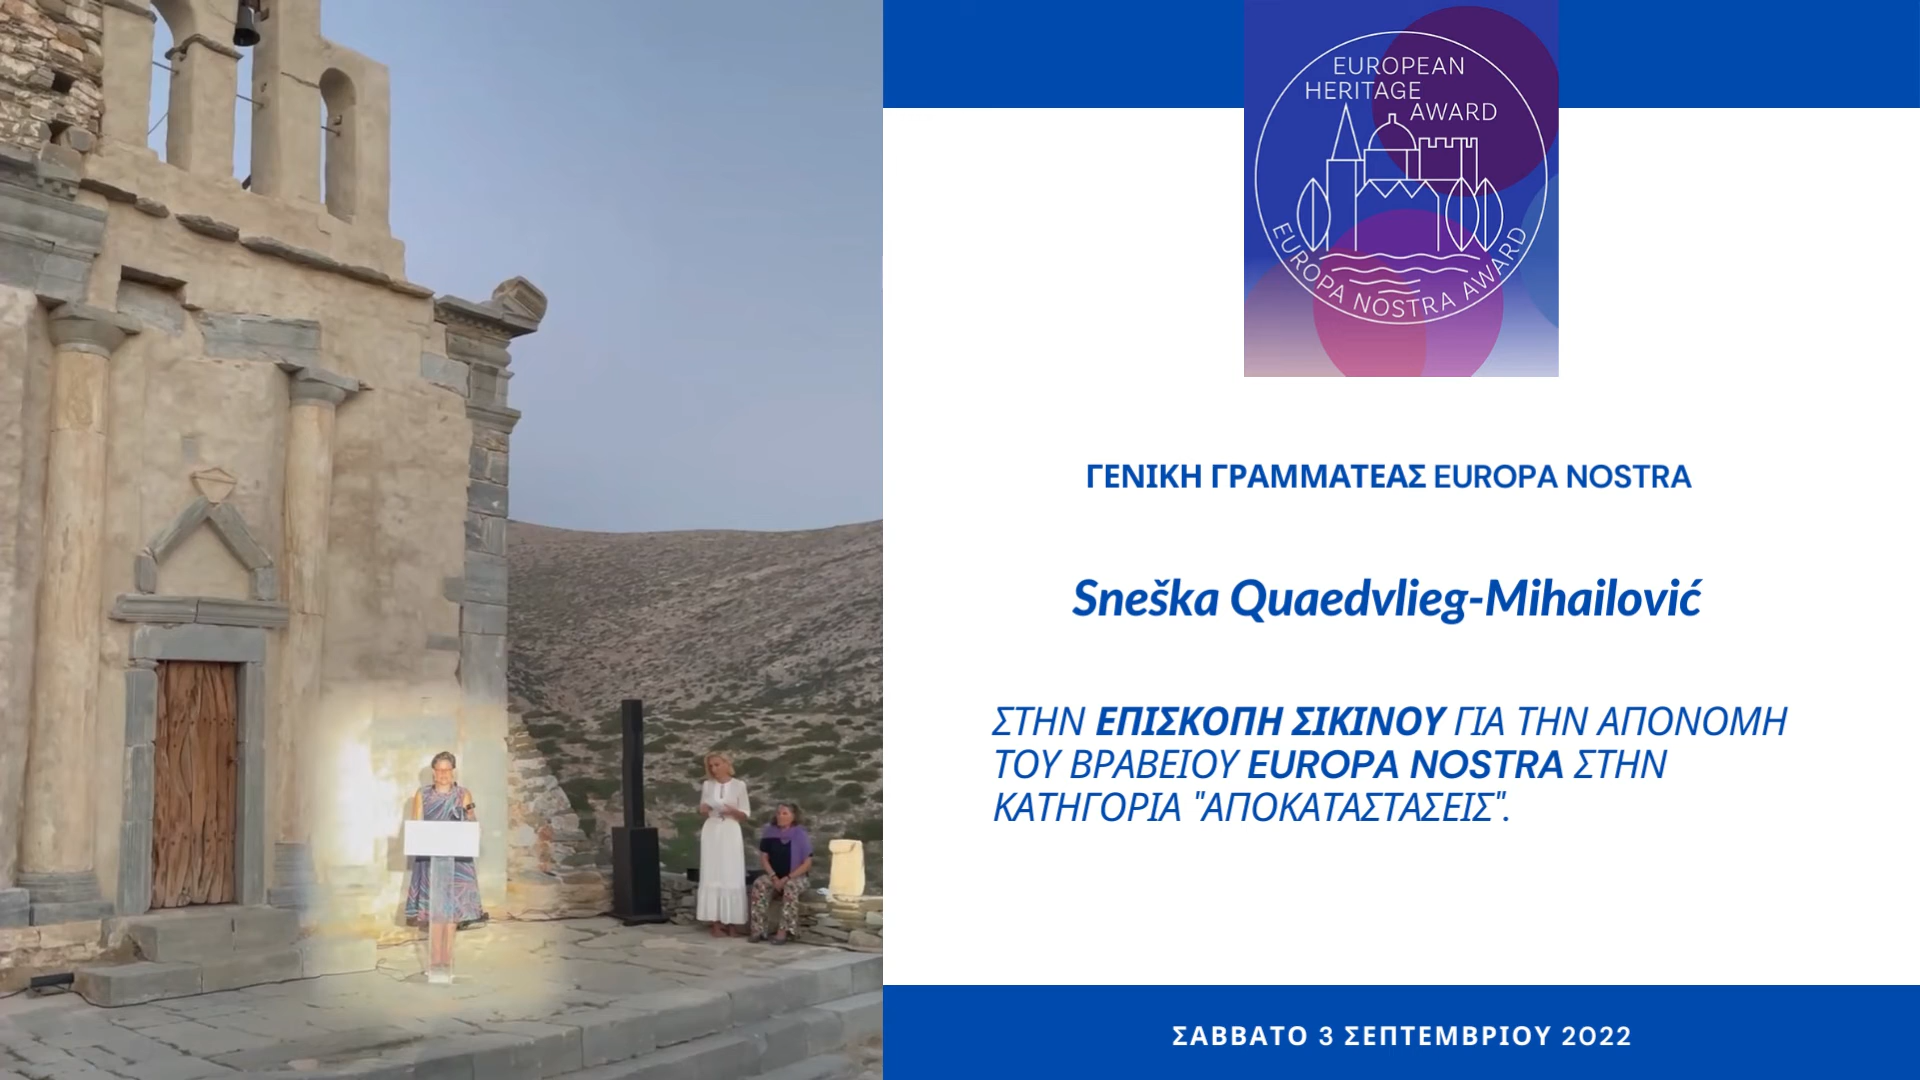 EUROPEAN
HERITAGE
AWARD
EUROPA NOSTRA AWARD
ΓΕΝΙΚΗ ΓΡΑΜΜΑΤΕΑΣ EUROPA NOSTRA
Sneška Quaedvlieg-Mihailović
ΣΤΗΝ ΕΠΙΣΚΟΠΗ ΣΙΚΙΝΟΥ ΓΙΑ ΤΗΝ ΑΠΟΝΟΜΗ
ΤΟΥ ΒΡΑΒΕΙΟΥ EUROPA NOSTRA ΣΤΗΝ
ΚΑΤΗΓΟΡΙΑ "ΑΠΟΚΑΤΑΣΤΑΣΕΙΣ".
ΣΑΒΒΑΤΟ 3 ΣΕΠΤΕΜΒΡΙΟΥ 2022